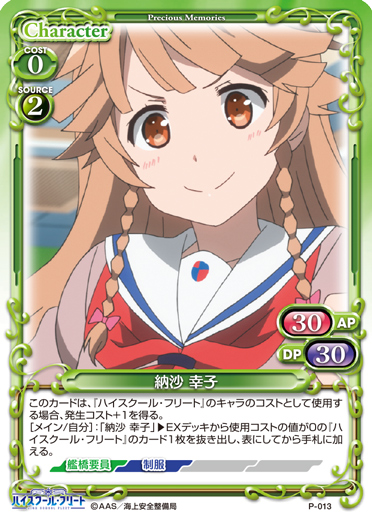 Precious Memories
Character
COST
0
SOURCE
2
30 AP
DP 30
納沙 幸子
このカードは、『ハイスクール・フリート』のキャラのコストとして使用す
る場合、発生コスト+1を得る。
[メイン/自分]:「納沙 幸子」▶EXデッキから使用コストの値が0の『ハ
イスクール・フリート』のカード1枚を抜き出し、表にしてから手札に加
える。
艦橋要員 制服
ハイスクール・フリート
©AAS/海上安全整備局 P-013